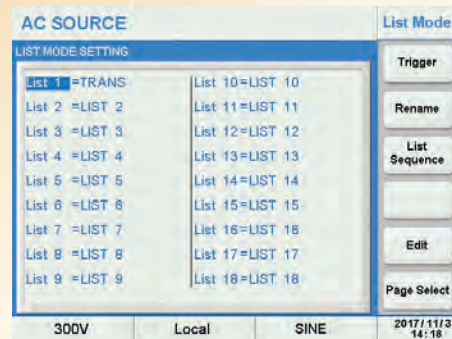 AC SOURCE
List Mode
LIST MODE SETTING
List 1 =TRANS
List 2 =LIST 2
List 3 =LIST 3
List 4 =LIST 4
List 5 =LIST 5
List 6 =LIST 6
List 7 =LIST 7
List 8 =LIST 8
List 9 =LIST 9
List 10=LIST 10
List 11=LIST 11
List 12=LIST 12
List 13=LIST 13
List 14=LIST 14
List 15=LIST 15
List 16=LIST 16
List 17=LIST 17
List 18=LIST 18
Trigger
Rename
List
Sequence
Edit
Page Select
300V Local SINE
2017/11/3
14:18